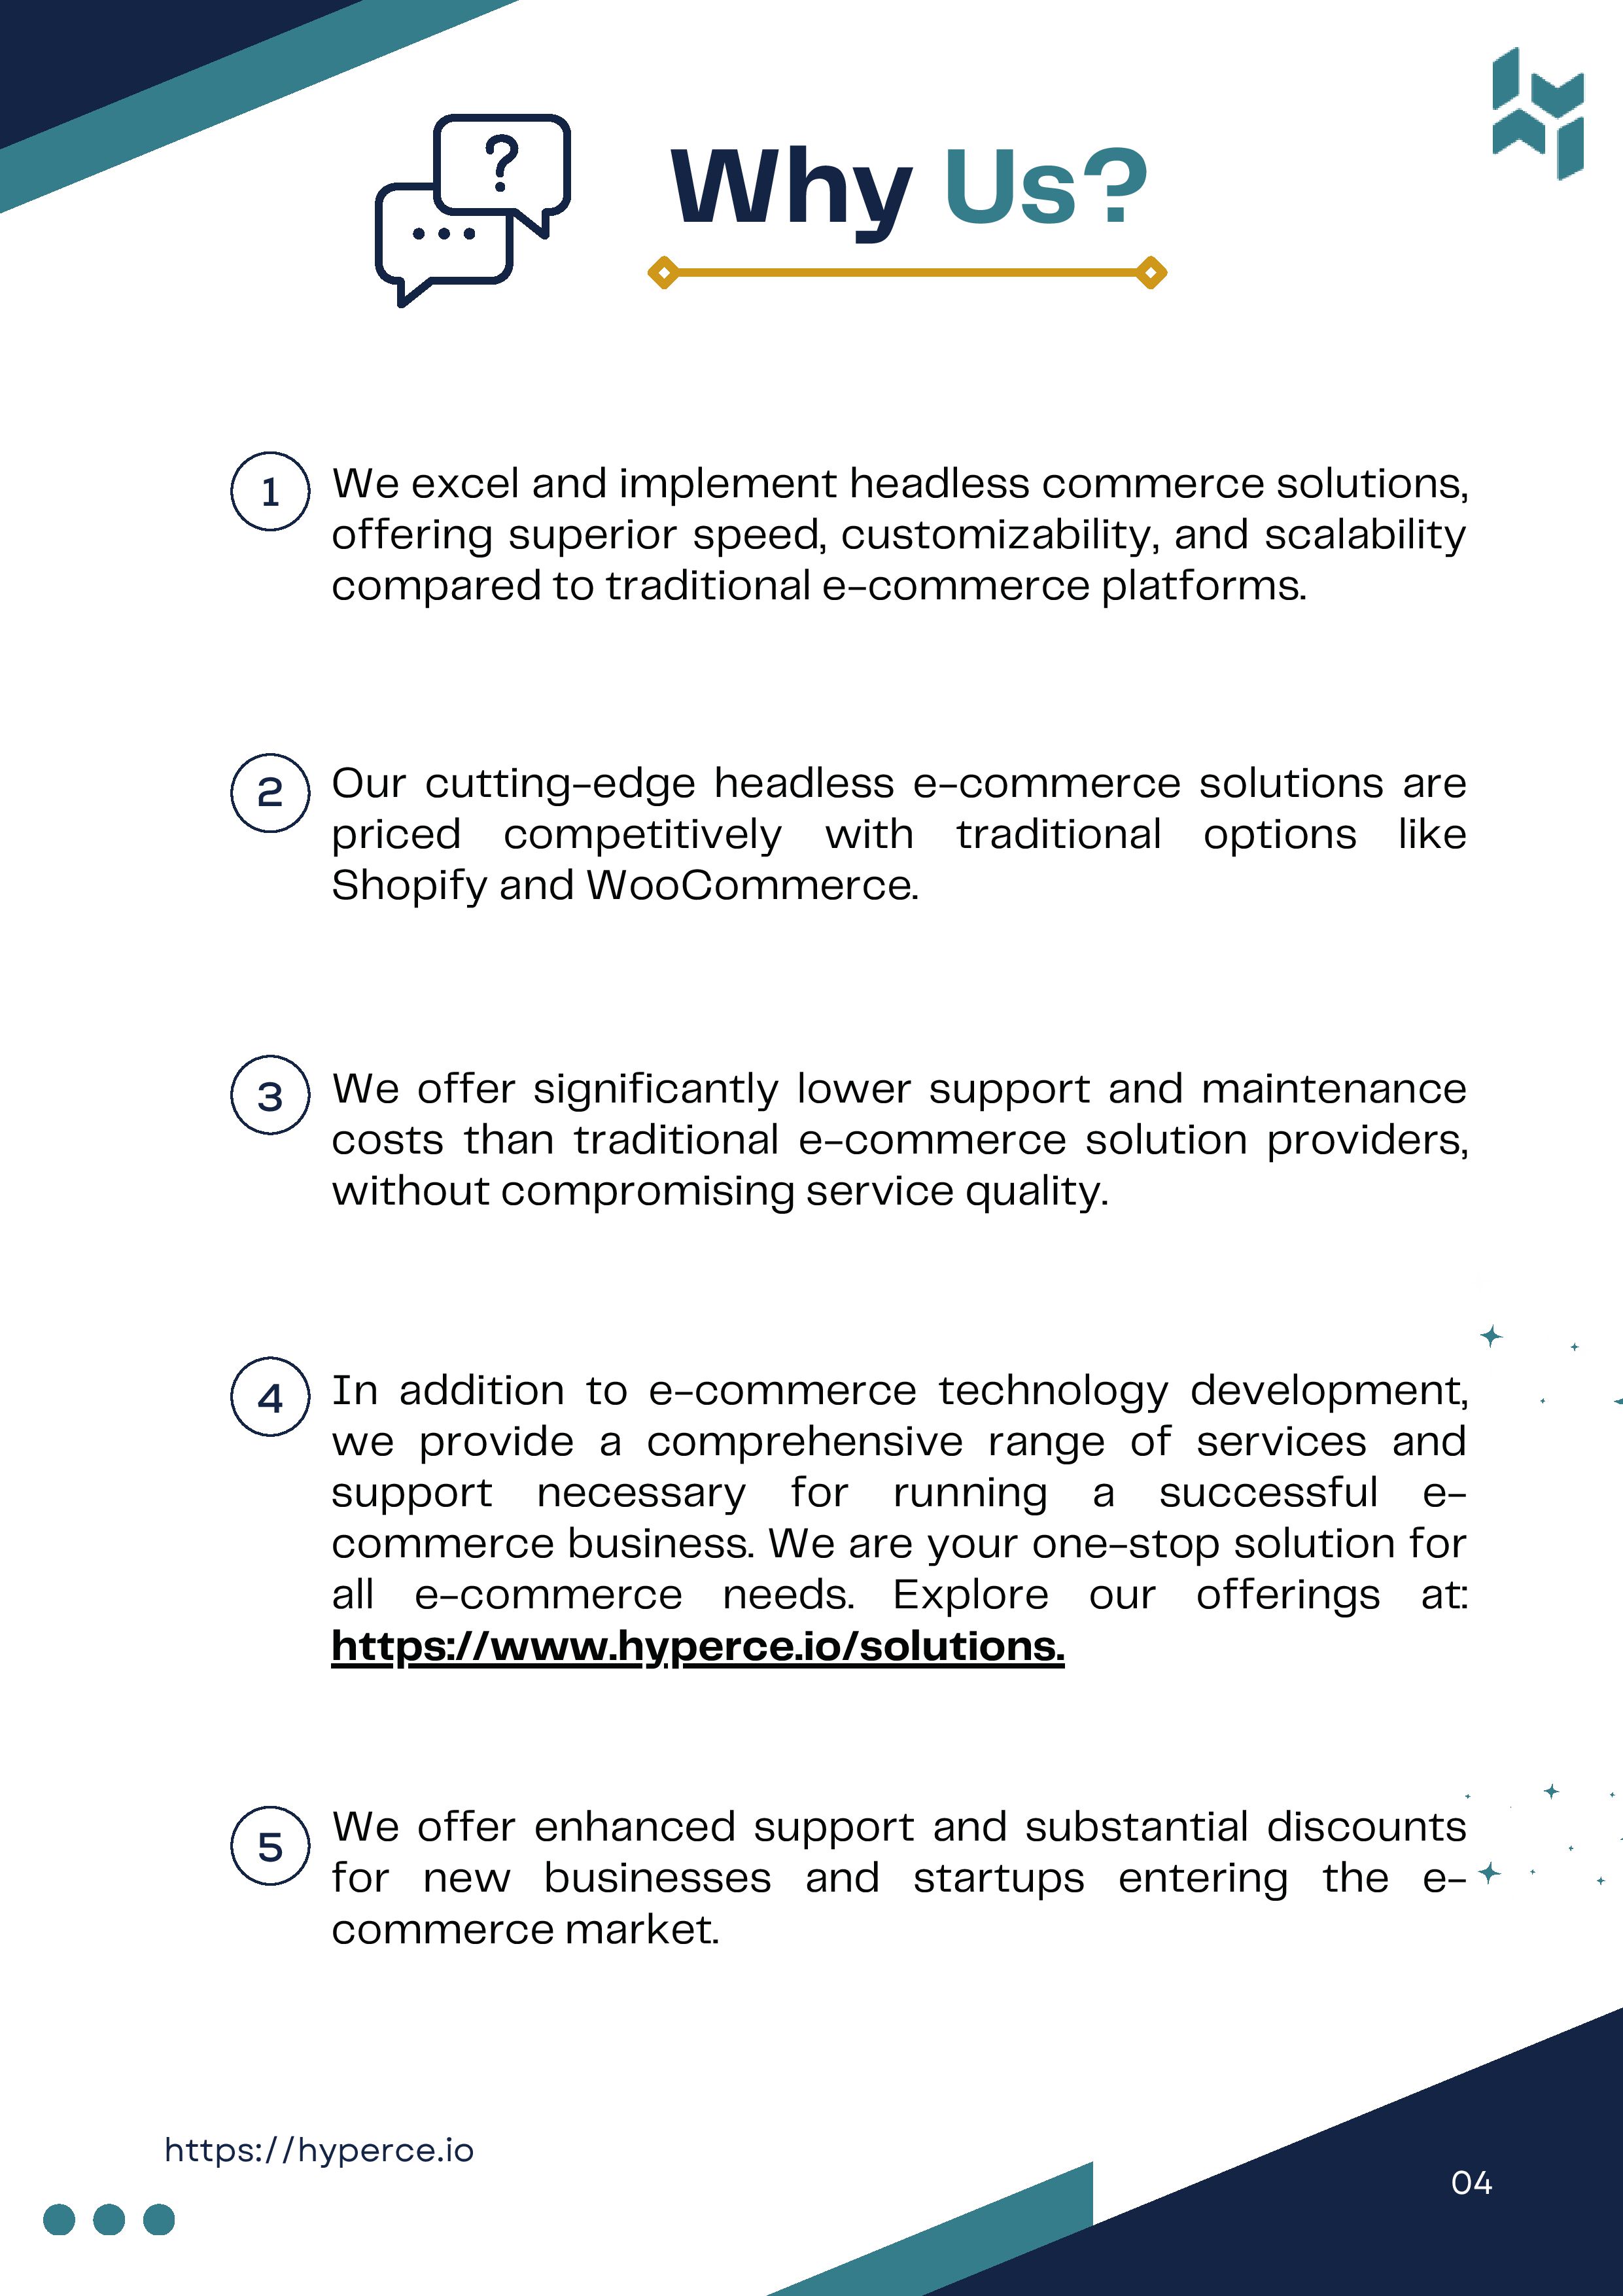 ?
Why Us?
1
We excel and implement headless commerce solutions,
offering superior speed, customizability, and scalability
compared to traditional e-commerce platforms.
2
Our cutting-edge headless e-commerce solutions are
priced competitively with traditional options like
Shopify and WooCommerce.
3
We offer significantly lower support and maintenance
costs than traditional e-commerce solution providers,
without compromising service quality.
4
In addition to e-commerce technology development,
we provide a comprehensive range of services and
support necessary for running a successful e-
commerce business. We are your one-stop solution for
all e-commerce needs. Explore our offerings at:
https://www.hyperce.io/solutions.
5
We offer enhanced support and substantial discounts
for new businesses and startups entering the e-
commerce market.
https://hyperce.io
04